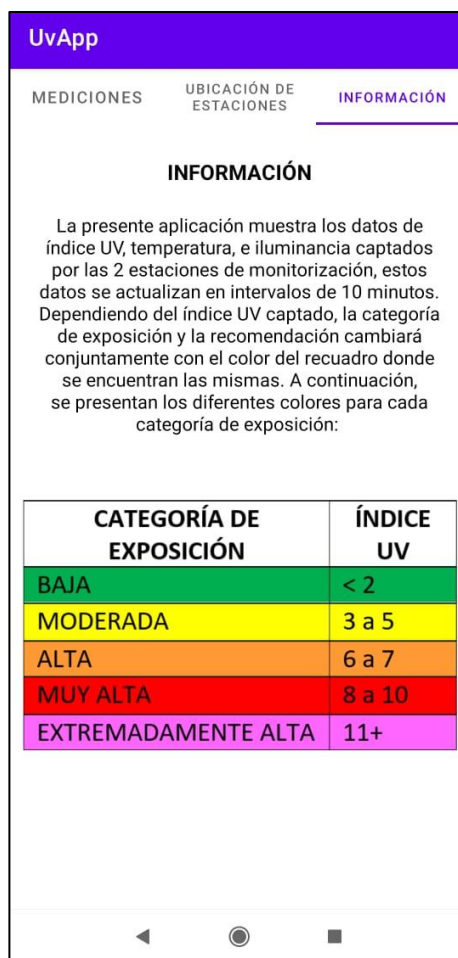 UvApp
MEDICIONES
UBICACIÓN DE
ESTACIONES
INFORMACIÓN
INFORMACIÓN
La presente aplicación muestra los datos de
índice UV, temperatura, e iluminancia captados
por las 2 estaciones de monitorización, estos
datos se actualizan en intervalos de 10 minutos.
Dependiendo del índice UV captado, la categoría
de exposición y la recomendación cambiará
conjuntamente con el color del recuadro donde
se encuentran las mismas. A continuación,
se presentan los diferentes colores para cada
categoría de exposición:
CATEGORÍA DE
EXPOSICIÓN
ÍNDICE
UV
BAJA < 2
MODERADA 3 a 5
ALTA 6 a 7
MUY ALTA 8 a 10
EXTREMADAMENTE ALTA 11+